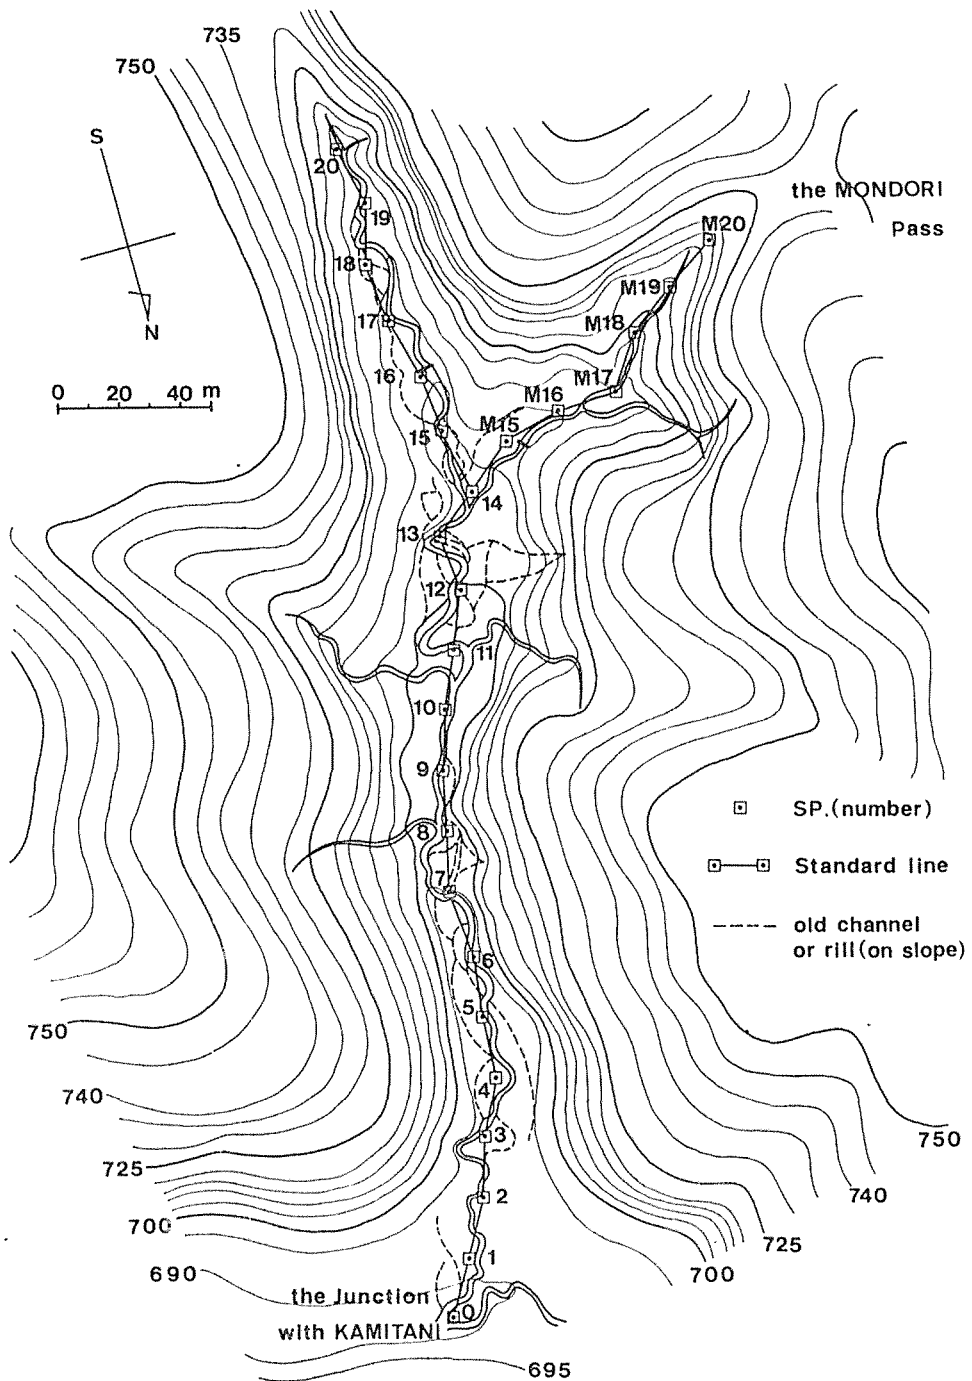 735
750
S
N
0 20 40 m
the MONDORI
Pass
20
19
18
17
16
15
14
13
12
11
10
9
8
7
6
5
4
3
2
1
0
M20
M19
M18
M17
M16
M15
SP.(number)
Standard line
old channel
or rill(on slope)
750
740
725
700
690
750
740
725
700
the Junction
with KAMITANI
695